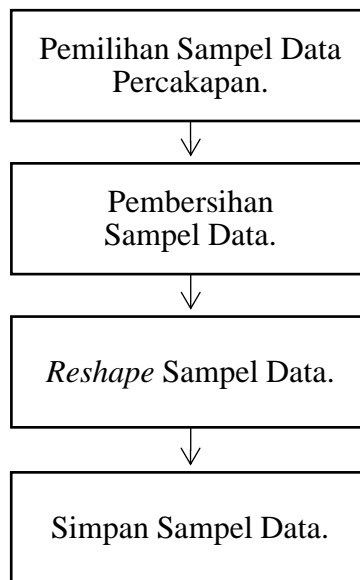 Pemilihan Sampel Data
Percakapan.
Pembersihan
Sampel Data.
Reshape Sampel Data.
Simpan Sampel Data.